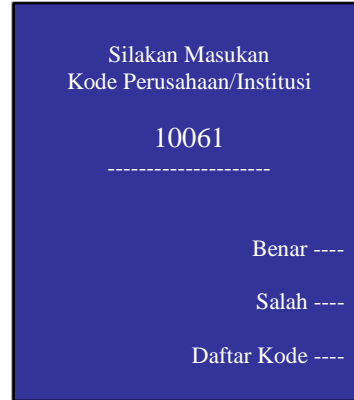 Silakan Masukan
Kode Perusahaan/Institusi
10061
---------------------
Benar ----
Salah ----
Daftar Kode ----